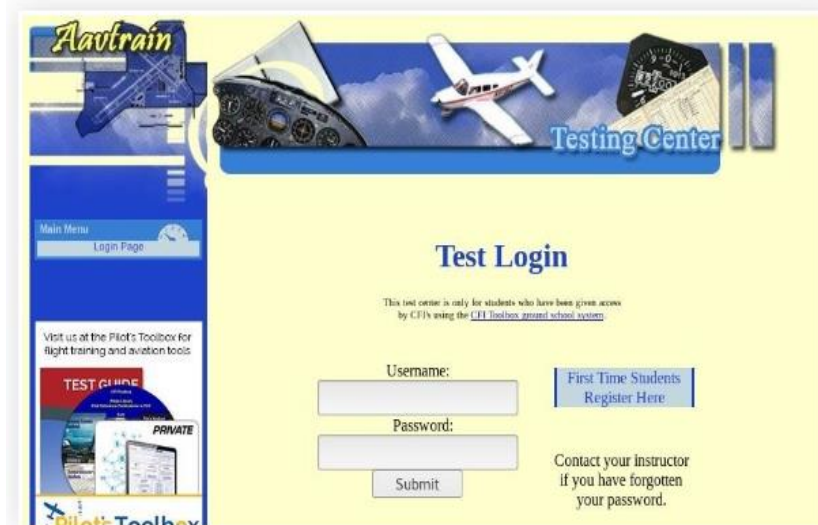 Aavtrain
Testing Center
Main Menu
Login Page
Test Login
This test center is only for students who have been given access
by CFI's using the CFI Toolbox ground school system.
Visit us at the Pilot's Toolbox for
flight training and aviation tools
TEST GUIDE
PRIVATE
Pilot's Toolbox
Username:
Password:
Submit
First Time Students
Register Here
Contact your instructor
if you have forgotten
your password.